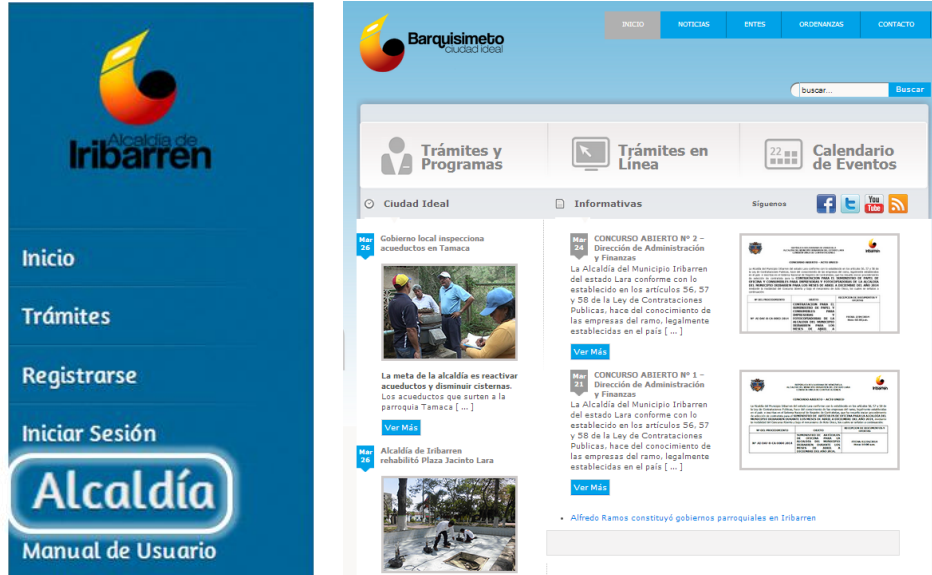 Alcaldía de
Iribarren
Inicio
Trámites
Registrarse
Iniciar Sesión
Alcaldía
Manual de Usuario
Barquisimeto
ciudad ideal
INICIO
NOTICIAS
ENTES
ORDENANZAS
CONTACTO
buscar...
Buscar
Trámites y
Programas
Trámites en
Línea
22
Calendario
de Eventos
Ciudad Ideal
Informativas
Síguenos
You
Tube
Mar
26
Gobierno local inspecciona
acueductos en Tamaca
La meta de la alcaldía es reactivar
acueductos y disminuir cisternas.
Los acueductos que surten a la
parroquia Tamaca [ ... ]
Ver Más
Mar
26
Alcaldía de Iribarren
rehabilitó Plaza Jacinto Lara
Mar
24
CONCURSO ABIERTO Nº 2 –
Dirección de Administración
y Finanzas
La Alcaldía del Municipio Iribarren
del estado Lara conforme con lo
establecido en los artículos 56, 57
y 58 de la Ley de Contrataciones
Publicas, hace del conocimiento de
las empresas del ramo, legalmente
establecidas en el país [ ... ]
Ver Más
Mar
21
CONCURSO ABIERTO Nº 1 –
Dirección de Administración
y Finanzas
La Alcaldía del Municipio Iribarren
del estado Lara conforme con lo
establecido en los artículos 56, 57
y 58 de la Ley de Contrataciones
Publicas, hace del conocimiento de
las empresas del ramo, legalmente
establecidas en el país [ ... ]
Ver Más
Alfredo Ramos constituyó gobiernos parroquiales en Iribarren